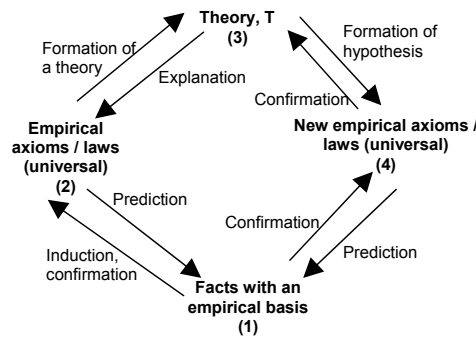 Theory, T
(3)
Formation of
a theory
Formation of
hypothesis
Explanation
Confirmation
Empirical
axioms / laws
(universal)
(2)
New empirical axioms /
laws (universal)
(4)
Prediction
Confirmation
Prediction
Induction,
confirmation
Facts with an
empirical basis
(1)